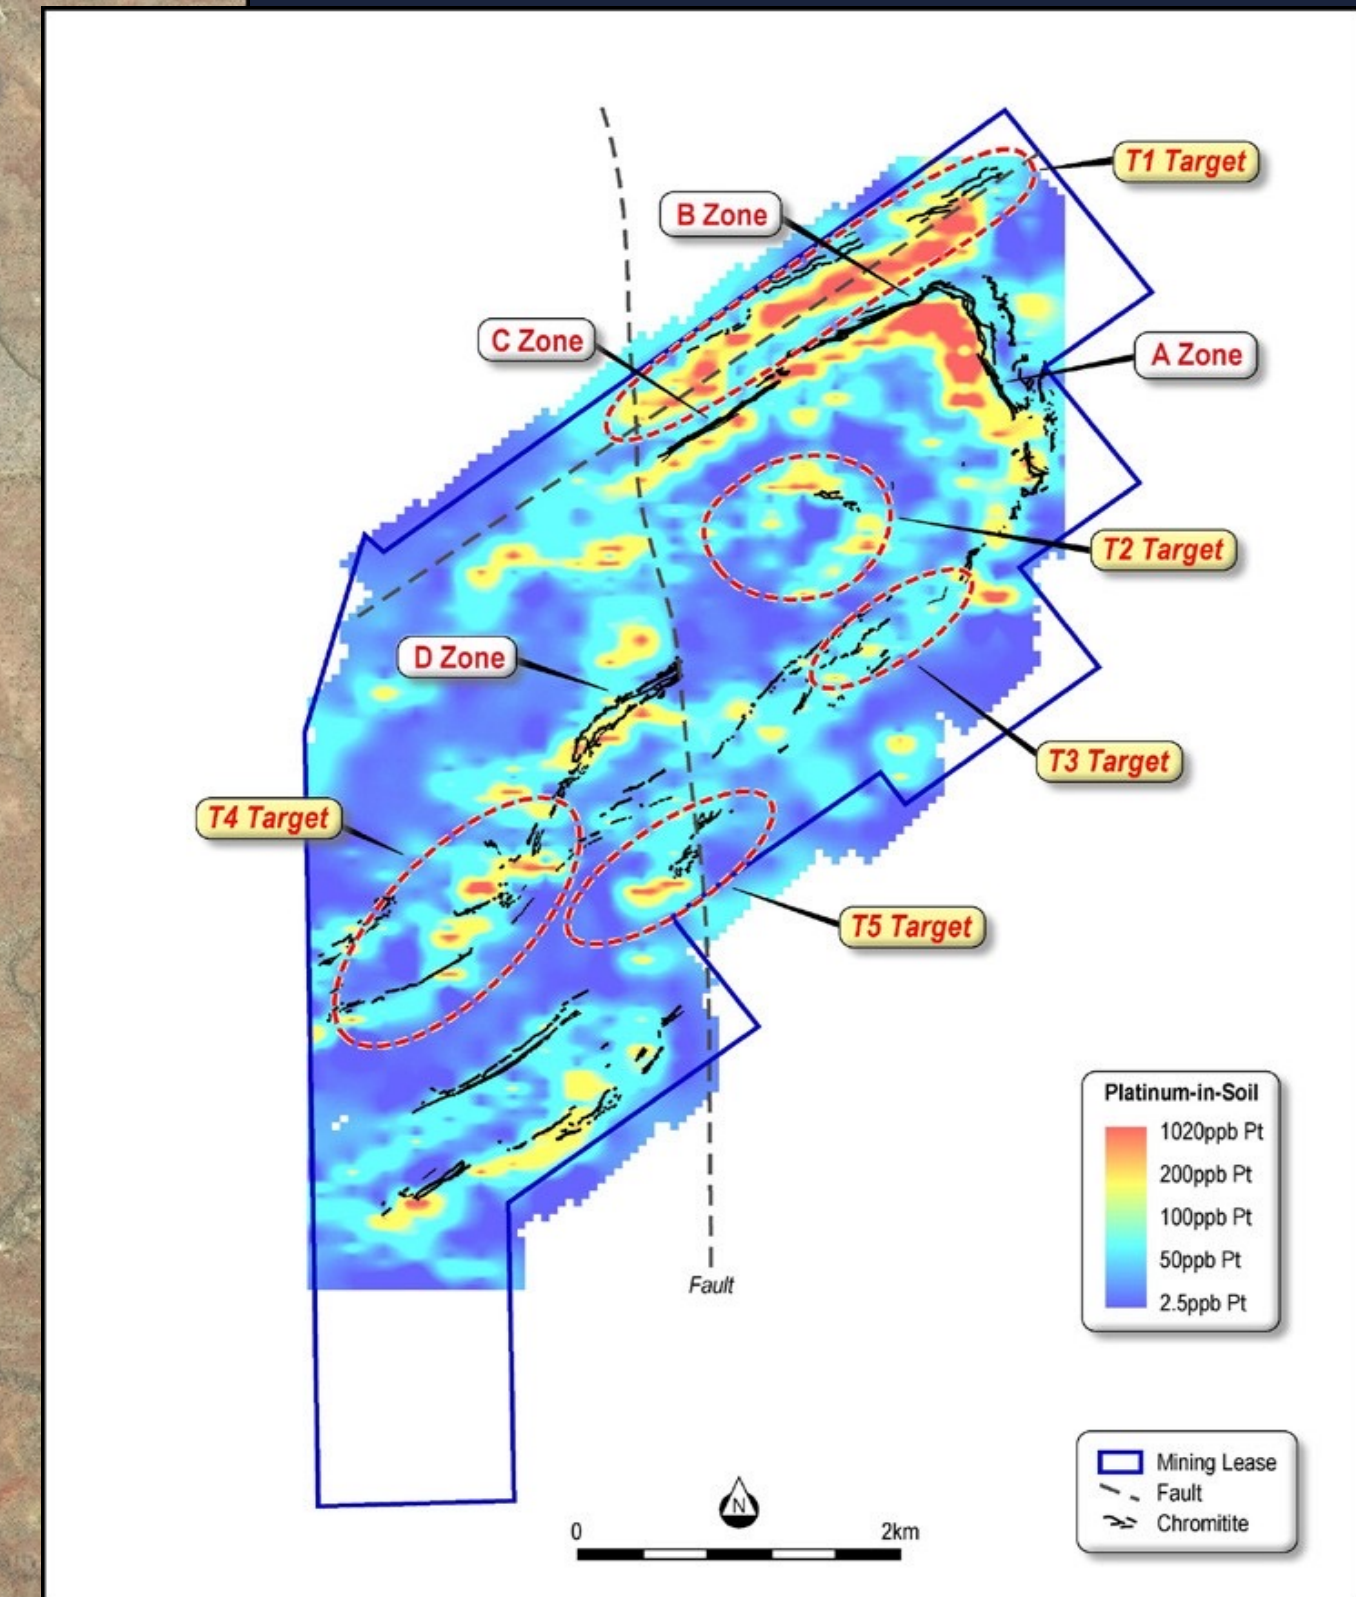 T1 Target
B Zone
C Zone
A Zone
T2 Target
D Zone
T3 Target
T4 Target
T5 Target
Platinum-in-Soil
1020ppb Pt
200ppb Pt
100ppb Pt
50ppb Pt
2.5ppb Pt
Fault
Mining Lease
Fault
Chromitite
N
0 2km